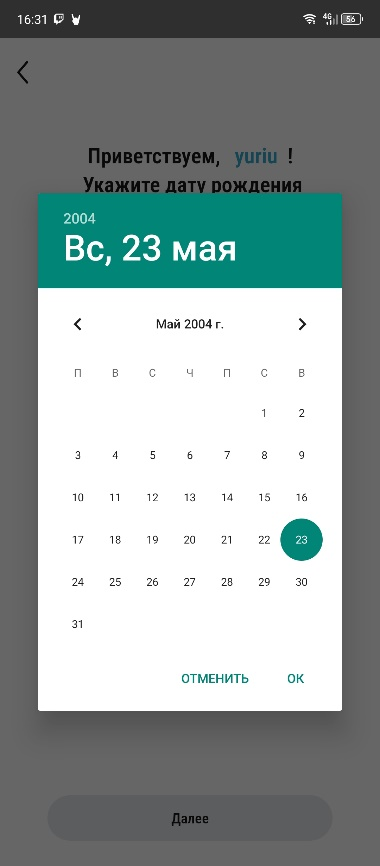 16:31 4G 56
Приветствуем, yuriu !
Укажите дату рождения
2004
Вс, 23 мая
Май 2004 г.
П В С Ч П С В
1 2
3 4 5 6 7 8 9
10 11 12 13 14 15 16
17 18 19 20 21 22 23
24 25 26 27 28 29 30
31
ОТМЕНИТЬ ОК
Далее